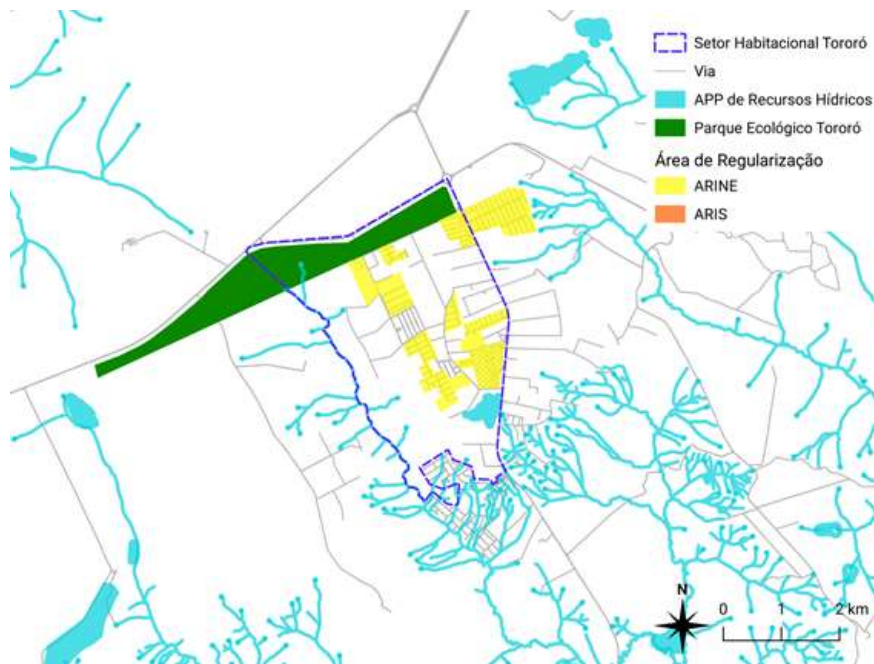 Setor Habitacional Tororó
Via
APP de Recursos Hídricos
Parque Ecológico Tororó
Área de Regularização
ARINE
ARIS
N
0 1 2 km